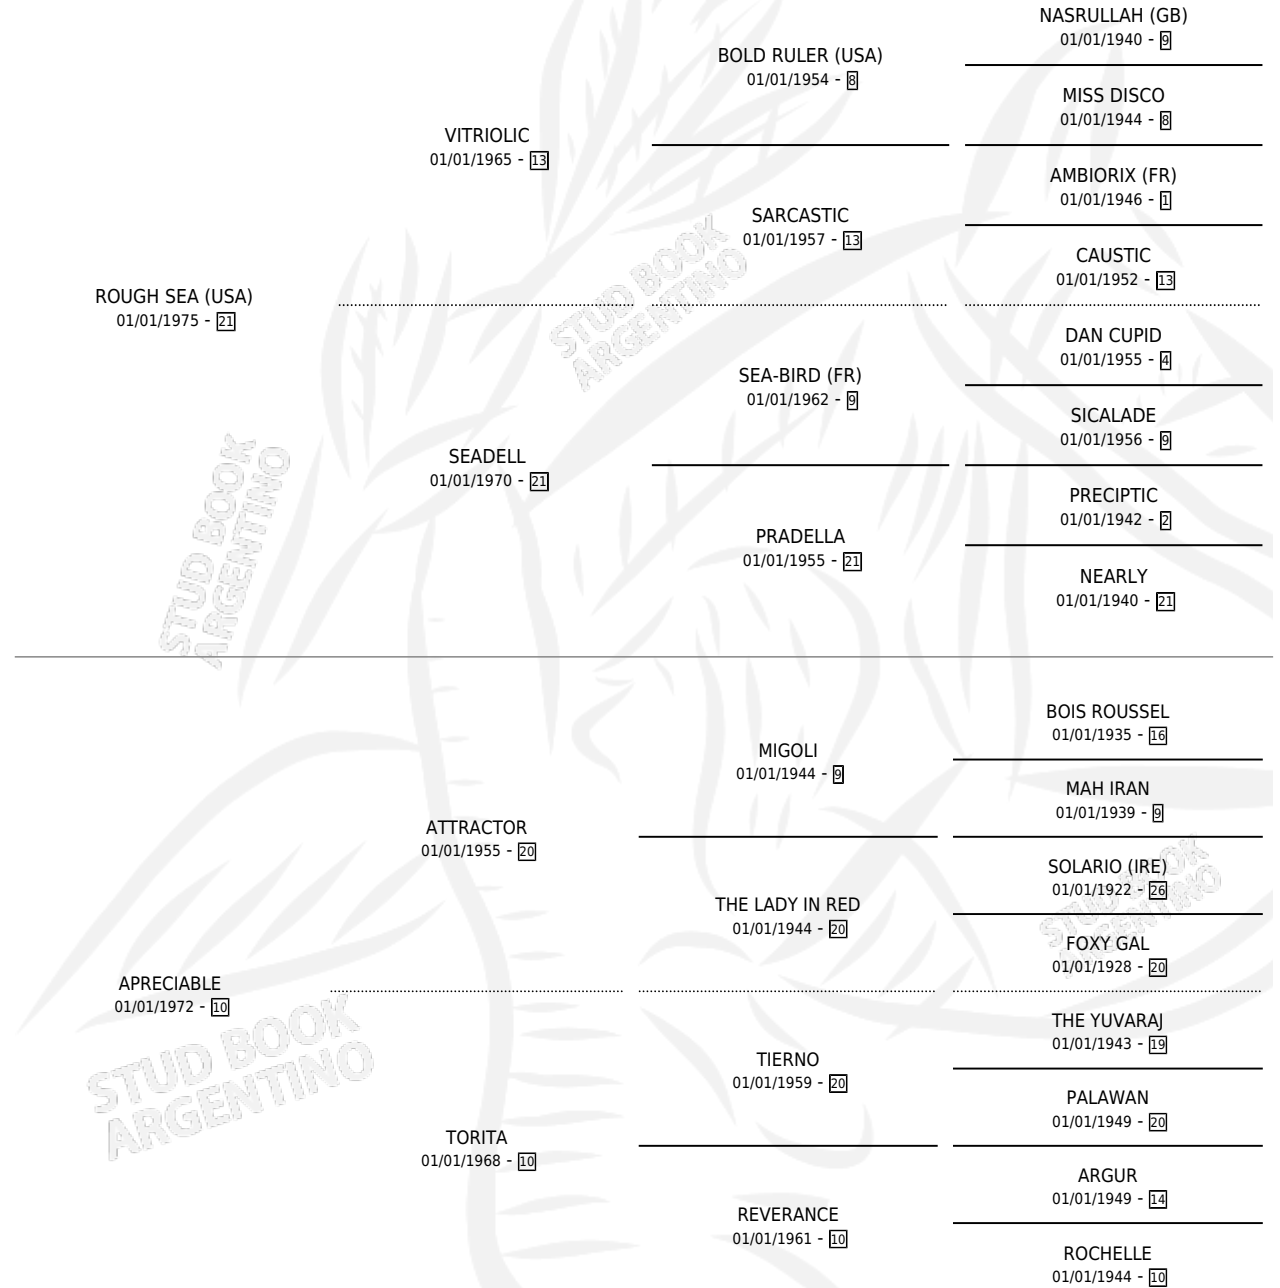 NASRULLAH (GB)
01/01/1940 - 9
BOLD RULER (USA)
01/01/1954 - 8
MISS DISCO
01/01/1944 - 8
VITRIOLIC
01/01/1965 - 13
AMBIORIX (FR)
01/01/1946 - 1
SARCASTIC
01/01/1957 - 13
CAUSTIC
01/01/1952 - 13
STUD BOOK
ARGENTINO
ROUGH SEA (USA)
01/01/1975 - 21
DAN CUPID
01/01/1955 - 4
SEA-BIRD (FR)
01/01/1962 - 9
SICALADE
01/01/1956 - 9
SEADELL
01/01/1970 - 21
PRECIPTIC
01/01/1942 - 2
PRADELLA
01/01/1955 - 21
NEARLY
01/01/1940 - 21
STUD BOOK
ARGENTINO
BOIS ROUSSEL
01/01/1935 - 16
MIGOLI
01/01/1944 - 9
MAH IRAN
01/01/1939 - 9
ATTRACTOR
01/01/1955 - 20
SOLARIO (IRE)
01/01/1922 - 26
THE LADY IN RED
01/01/1944 - 20
FOXY GAL
01/01/1928 - 20
STUD BOOK
ARGENTINO
APRECIABLE
01/01/1972 - 10
THE YUVARAJ
01/01/1943 - 19
TIERNO
01/01/1959 - 20
PALAWAN
01/01/1949 - 20
STUD BOOK
ARGENTINO
TORITA
01/01/1968 - 10
ARGUR
01/01/1949 - 14
REVERANCE
01/01/1961 - 10
ROCHELLE
01/01/1944 - 10